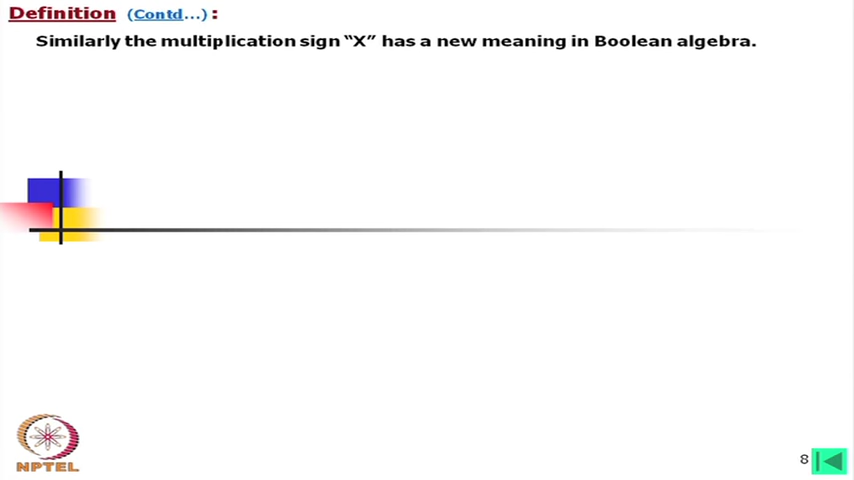 Definition (Contd...) :
Similarly the multiplication sign “X” has a new meaning in Boolean algebra.
NPTEL
8